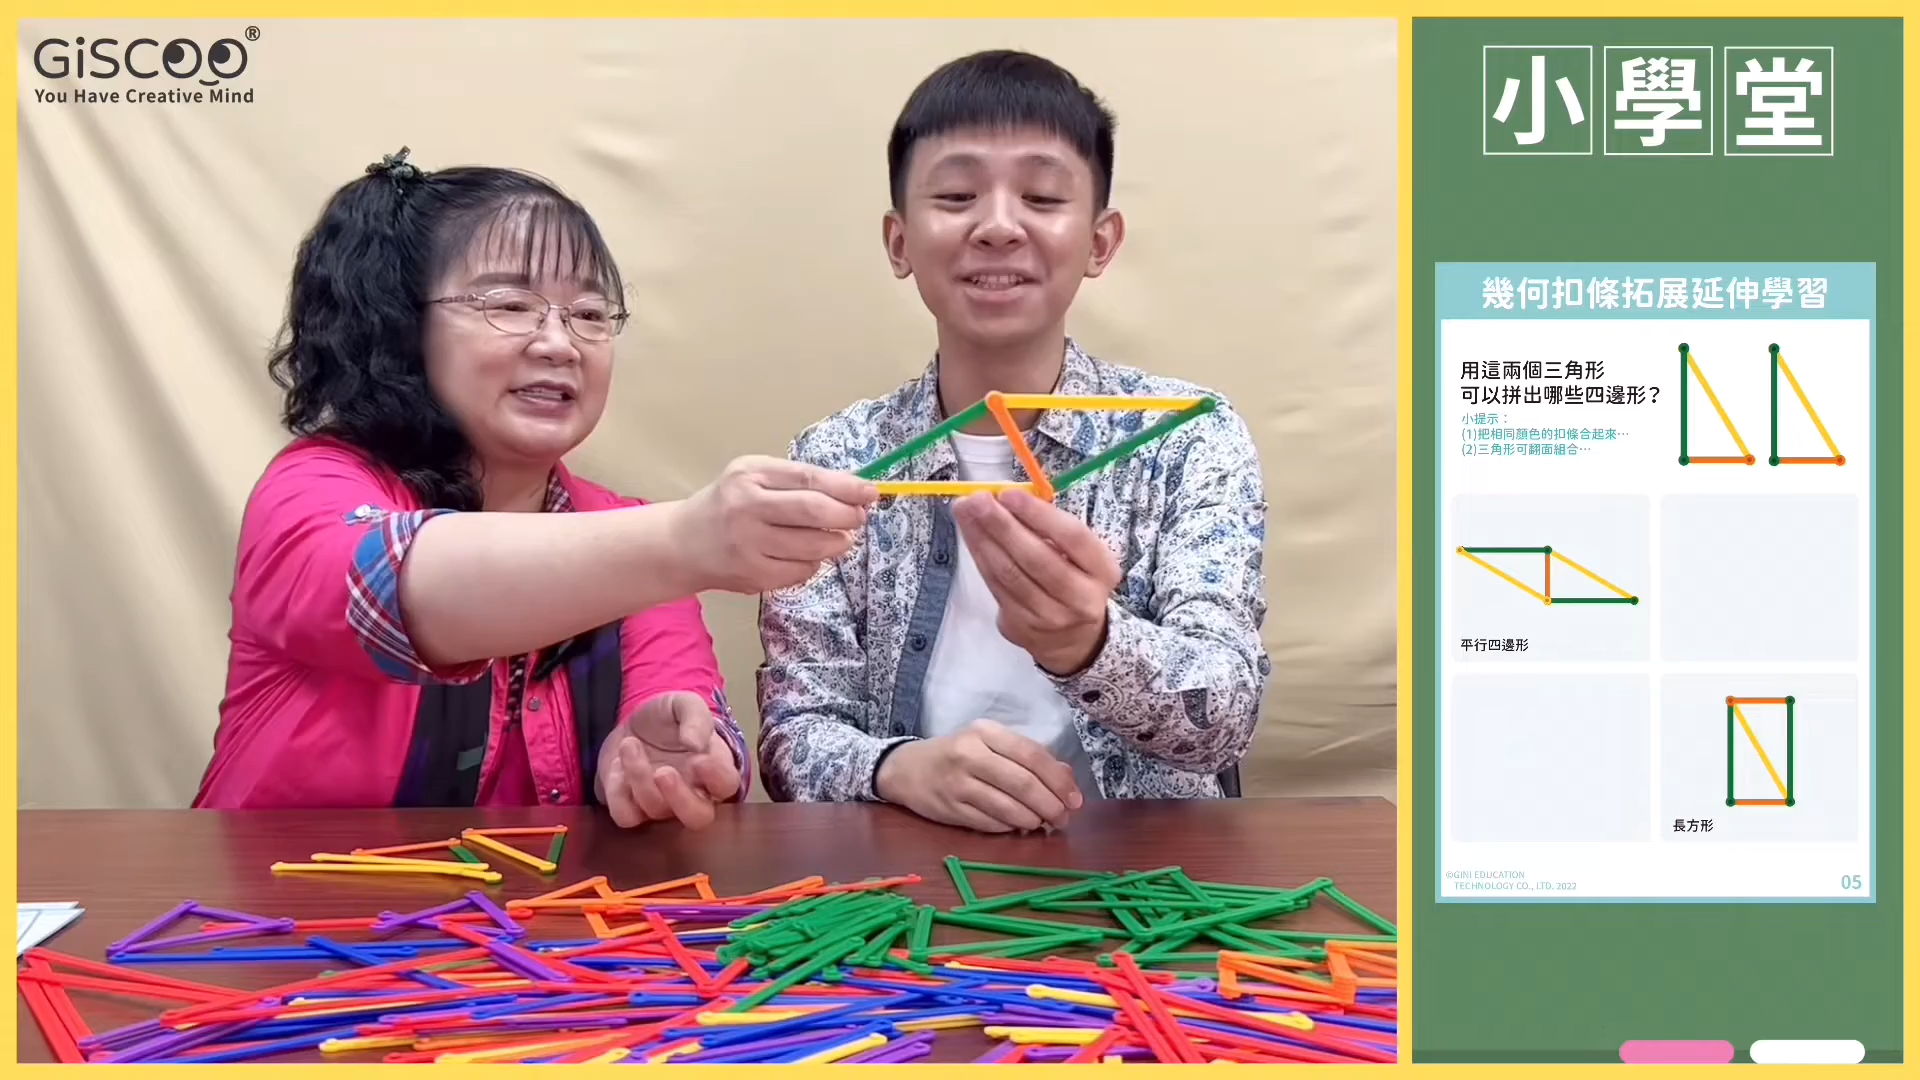 GiSCOO®
You Have Creative Mind
小學堂
幾何扣條拓展延伸學習
用這兩個三角形
可以拼出哪些四邊形？
小提示：
(1)把相同顏色的扣條合起來…
(2)三角形可翻面組合…
平行四邊形
長方形
©GINI EDUCATION
TECHNOLOGY CO., LTD. 2022
05